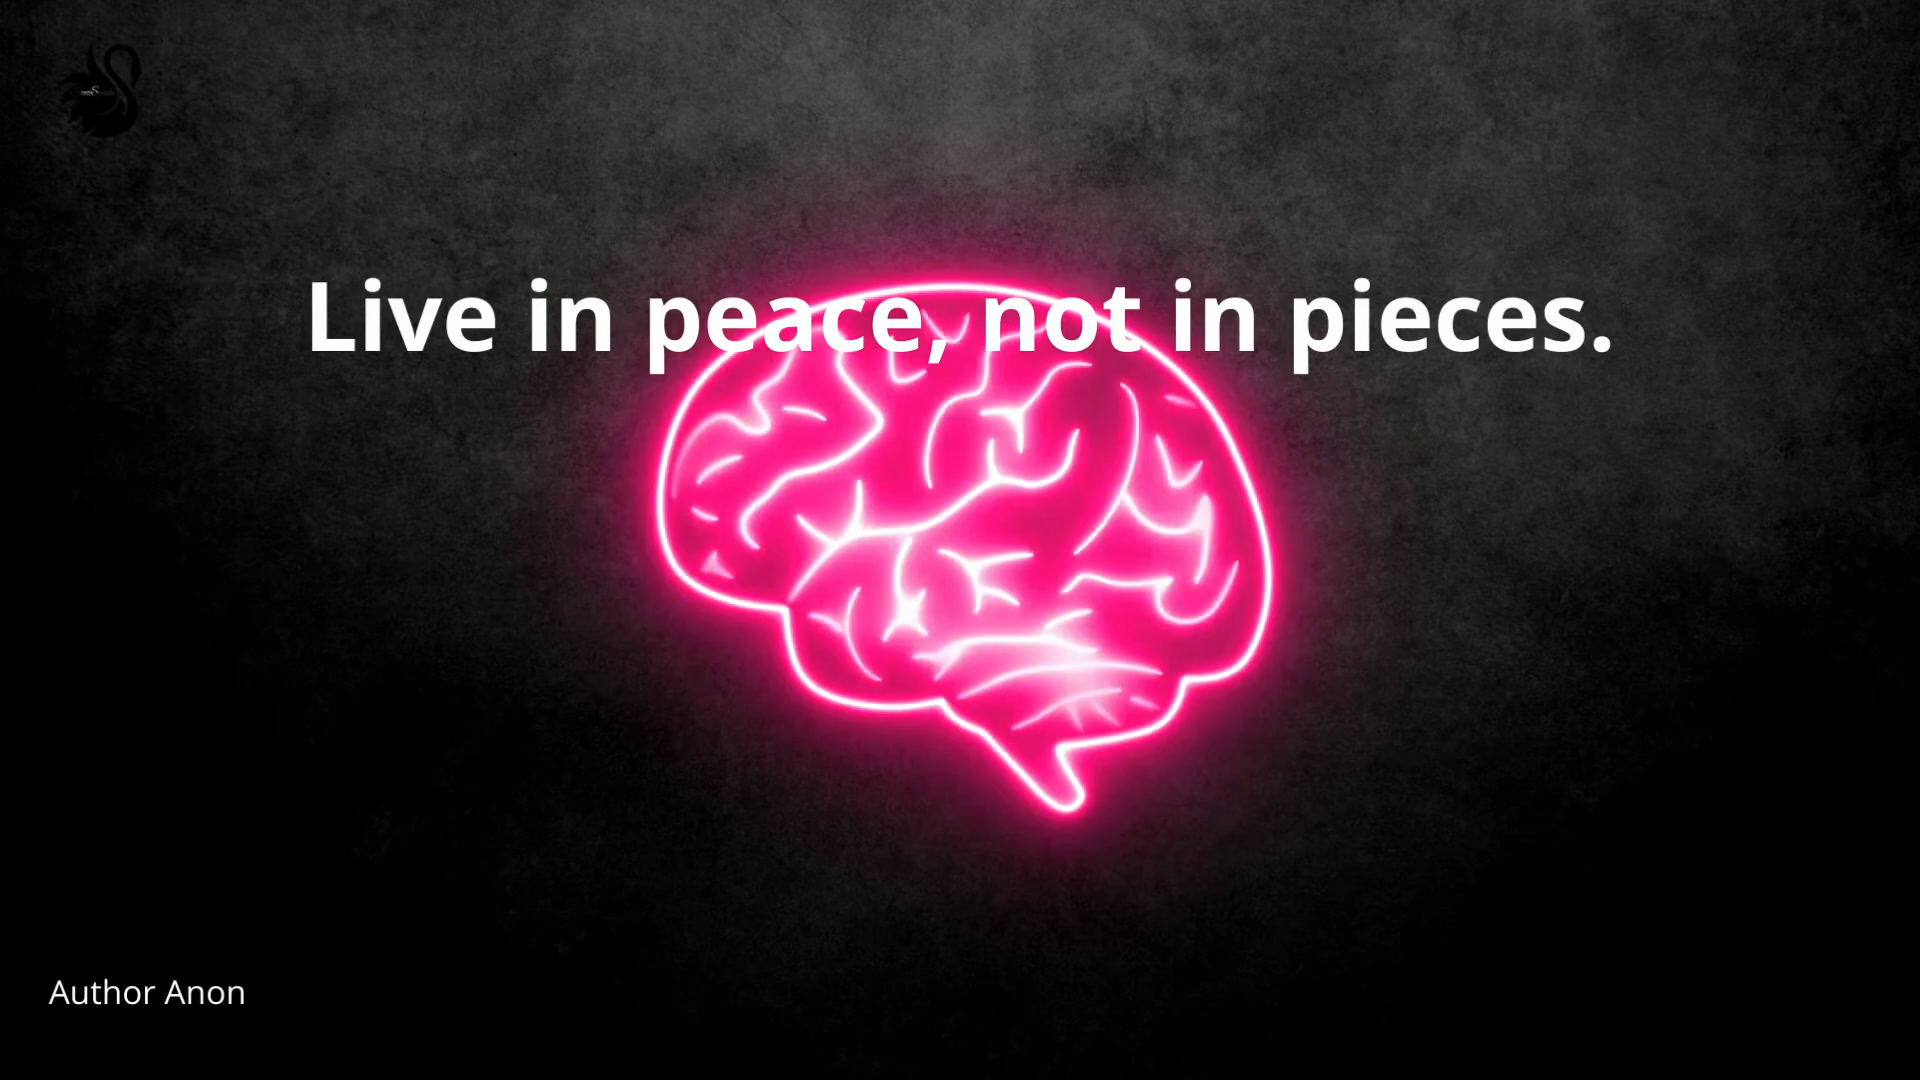 Live in peace, not in pieces.
Author Anon